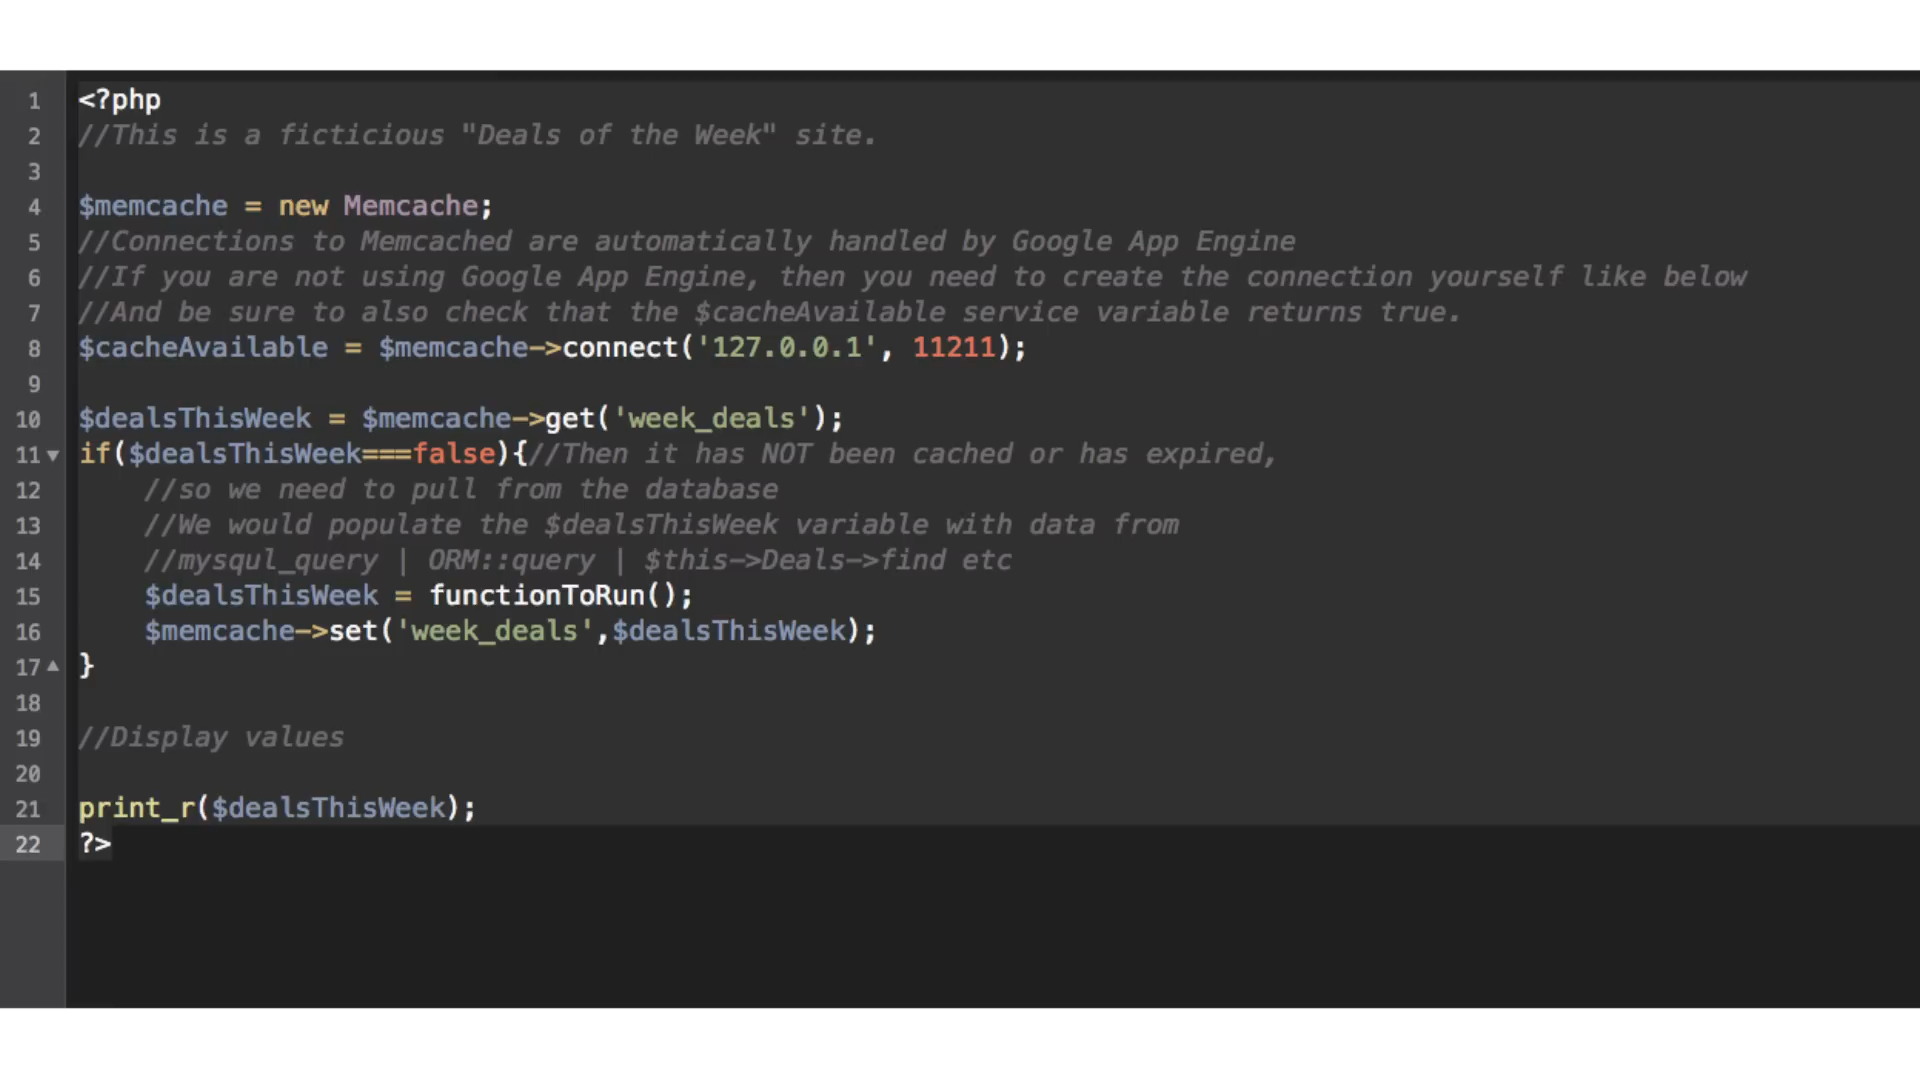 1 <?php
2 //This is a ficticious "Deals of the Week" site.
3
4 $memcache = new Memcache;
5 //Connections to Memcached are automatically handled by Google App Engine
6 //If you are not using Google App Engine, then you need to create the connection yourself like below
7 //And be sure to also check that the $cacheAvailable service variable returns true.
8 $cacheAvailable = $memcache->connect('127.0.0.1', 11211);
9
10 $dealsThisWeek = $memcache->get('week_deals');
11 if($dealsThisWeek===false){//Then it has NOT been cached or has expired,
12 //so we need to pull from the database
13 //We would populate the $dealsThisWeek variable with data from
14 //mysqul_query | ORM::query | $this->Deals->find etc
15 $dealsThisWeek = functionToRun();
16 $memcache->set('week_deals',$dealsThisWeek);
17 }
18
19 //Display values
20
21 print_r($dealsThisWeek);
22 ?>